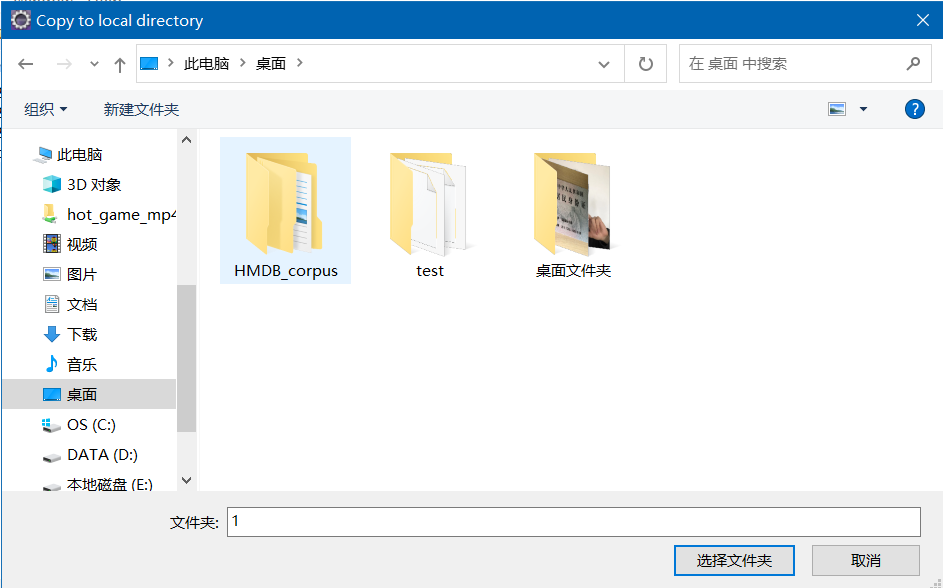 Copy to local directory
此电脑 桌面
在 桌面 中搜索
组织 新建文件夹
此电脑
3D 对象
hot_game_mp4
视频
图片
文档
下载
音乐
桌面
OS (C:)
DATA (D:)
本地磁盘 (E:)
HMDB_corpus
test
桌面文件夹
文件夹: 1
选择文件夹 取消